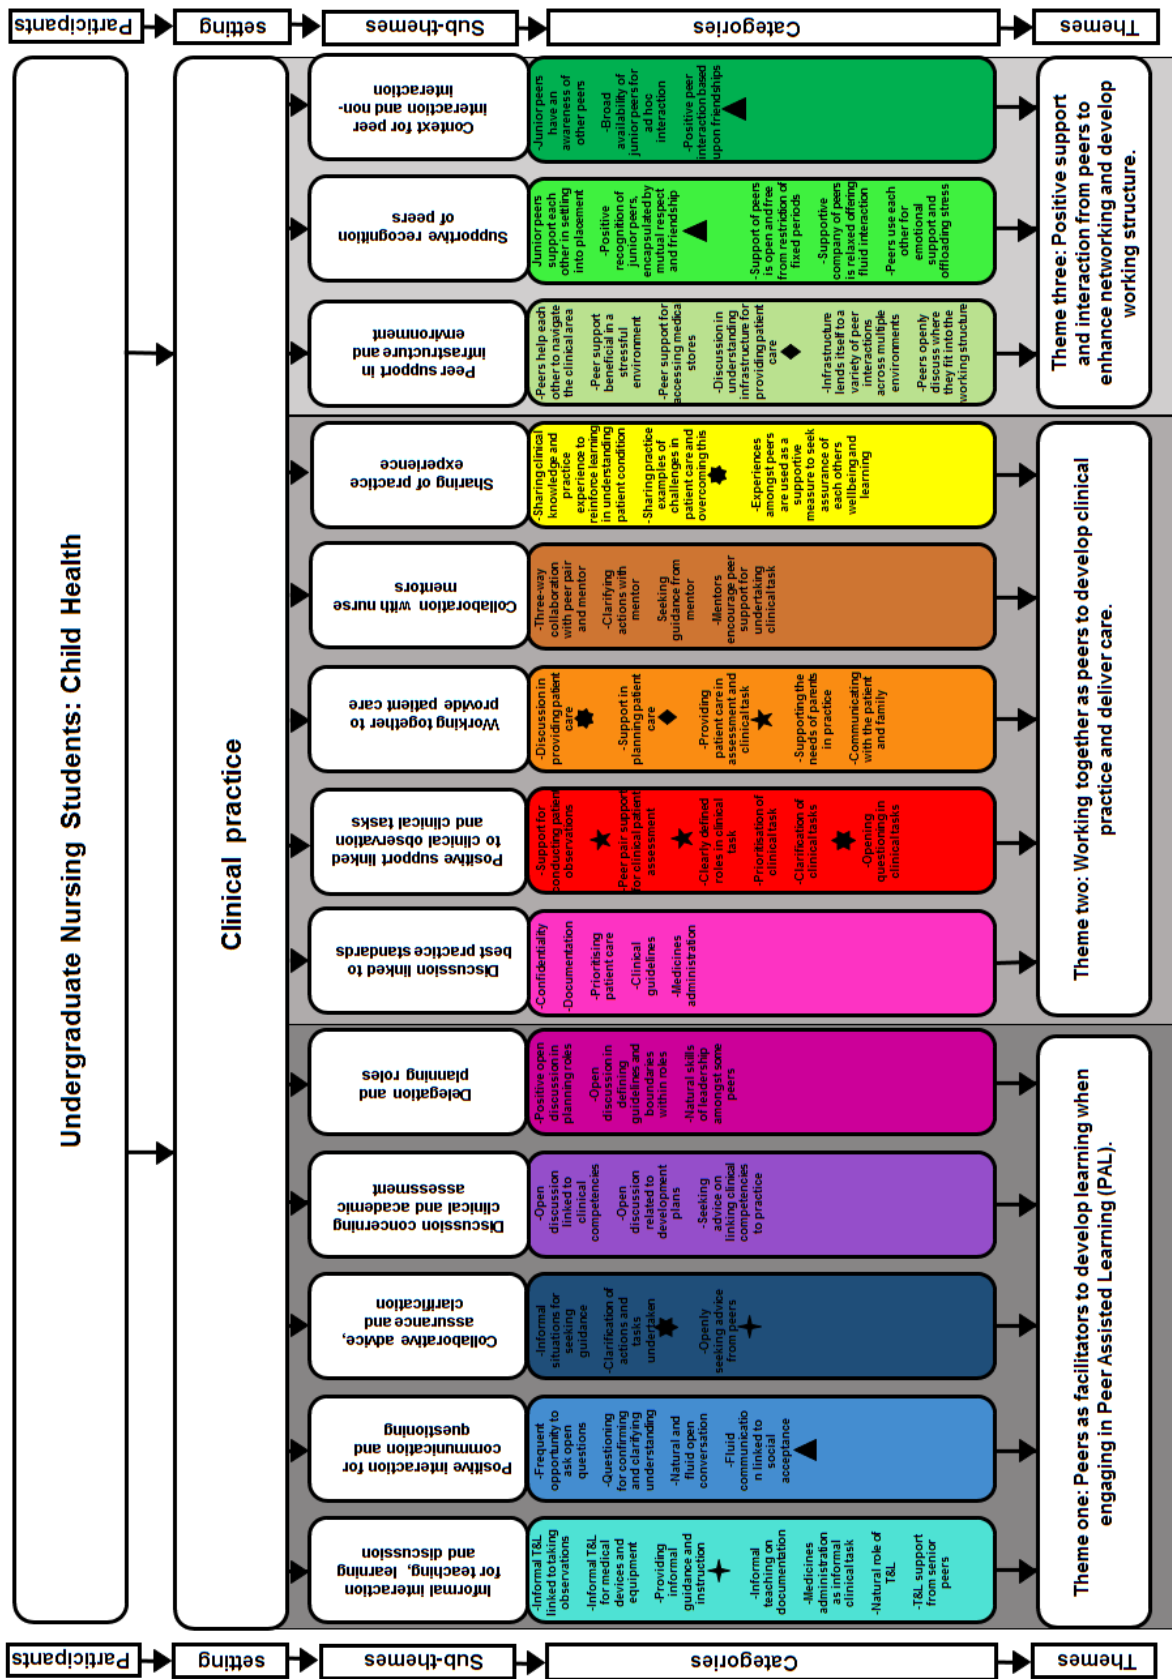 Participants
setting
Sub-themes
Categories
Themes
Undergraduate Nursing Students: Child Health
Clinical practice
Informal interaction
for teaching, learning
and discussion
-Informal T&L
linked to taking
observations
-Informal T&L
for medical
devices and
equipment
-Providing
informal
guidance and
instruction
-Informal
teaching on
documentation
-Medicines
administration
as informal
clinical task
-Natural role of
T&L
-T&L support
from senior
peers
Positive interaction for
communication and
questioning
-Frequent
opportunity to
ask open
questions
-Questioning
for confirming
and clarifying
understanding
-Natural and
fluid open
conversation
-Fluid
communicatio
n linked to
social
acceptance
Collaborative advice,
assurance and
clarification
-Informal
situations for
seeking
guidance
-Clarification of
actions and
tasks
undertaken
-Openly
seeking advice
from peers
Discussion concerning
clinical and academic
assessment
-Open
discussion
linked to
clinical
competencies
-Open
discussion
related to
development
plans
-Seeking
advice on
linking clinical
competencies
to practice
Delegation and
planning roles
-Positive open
discussion in
planning roles
-Open
discussion in
defining
guidelines and
boundaries
within roles
-Natural skills
of leadership
amongst some
peers
Theme one: Peers as facilitators to develop learning when
engaging in Peer Assisted Learning (PAL).
Discussion linked to
best practice standards
-Confidentiality
-Documentation
-Prioritising
patient care
-Clinical
guidelines
-Medicines
administration
Positive support linked
to clinical observation
and clinical tasks
-Support for
conducting patient
observations
-Peer pair support
for clinical patient
assessment
-Clearly defined
roles in clinical
task
-Prioritisation of
clinical task
-Clarification of
clinical tasks
-Opening
questioning in
clinical tasks
Working together to
provide patient care
-Discussion in
providing patient
care
-Support in
planning patient
care
-Providing
patient care in
assessment and
clinical task
-Supporting the
needs of parents
in practice
-Communicating
with the patient
and family
Collaboration with nurse
mentors
-Three-way
collaboration
with peer pair
and mentor
-Clarifying
actions with
mentor
Seeking
guidance from
mentor
-Mentors
encourage peer
support for
undertaking
clinical task
Sharing of practice
experience
-Sharing clinical
knowledge and
practice
experience to
reinforce learning
in understanding
patient condition
-Sharing practice
examples of
challenges in
patient care and
overcoming this
-Experiences
amongst peers
are used as a
supportive
measure to seek
assurance of
each others
wellbeing and
learning
Theme two: Working together as peers to develop clinical
practice and deliver care.
Peer support in
infrastructure and
environment
-Peers help each
other to navigate
the clinical area
-Peer support
beneficial in a
stressful
environment
-Peer support for
accessing medical
stores
-Discussion in
understanding
infrastructure for
providing patient
care
-Infrastructure
lends itself to a
variety of peer
interactions
across multiple
environments
-Peers openly
discuss where
they fit into the
working structure
Supportive recognition
of peers
Junior peers
support each
other in settling
into placement
-Positive
recognition of
junior peers,
encapsulated by
mutual respect
and friendship
-Support of peers
is open and free
from restriction of
fixed periods
-Supportive
company of peers
is relaxed offering
fluid interaction
-Peers use each
other for
emotional
support and
offloading stress
Context for peer
interaction and non-
interaction
-Junior peers
have an
awareness of
other peers
-Broad
availability of
junior peers for
ad hoc
interaction
-Positive peer
interaction based
upon friendships
Theme three: Positive support
and interaction from peers to
enhance networking and develop
working structure.
Participants
setting
Sub-themes
Categories
Themes